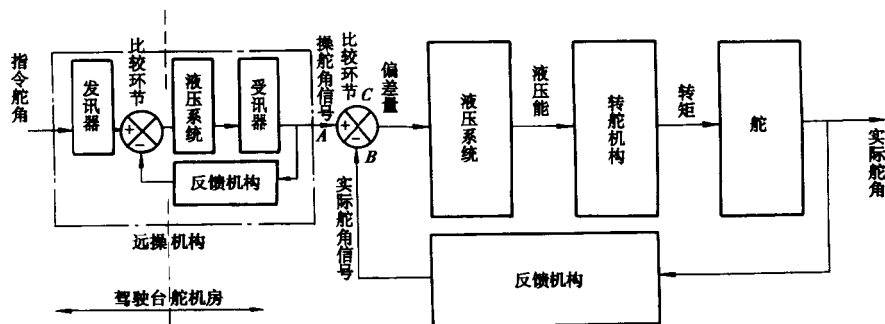 指令舵角
发讯器
比较环节
+
−
液压系统
受讯器
反馈机构
远操机构
驾驶台
舵机房
操舵角信号
A
比较环节
C
+
−
B
偏差量
液压系统
液压能
转舵机构
转矩
舵
实际舵角
实际舵角信号
反馈机构